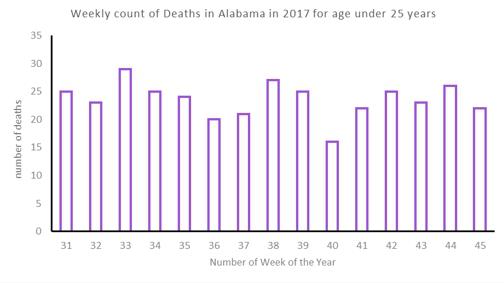 Weekly count of Deaths in Alabama in 2017 for age under 25 years
number of deaths
35
30
25
20
15
10
5
0
31 32 33 34 35 36 37 38 39 40 41 42 43 44 45
Number of Week of the Year